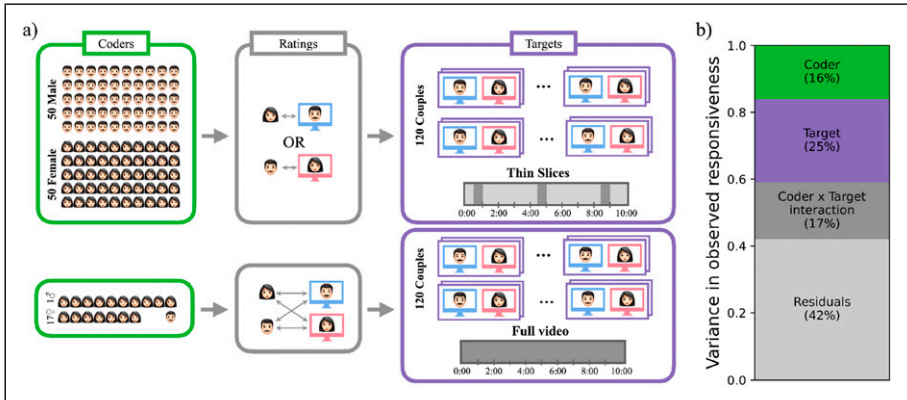 a)
Coders
Ratings
Targets
50 Male
50 Female
OR
120 Couples
...
...
Thin Slices
0:00 2:00 4:00 6:00 8:00 10:00
17♀ 1♂
120 Couples
...
...
Full video
0:00 2:00 4:00 6:00 8:00 10:00
b)
Variance in observed responsiveness
1.0
0.8
0.6
0.4
0.2
0.0
Coder
(16%)
Target
(25%)
Coder x Target
interaction
(17%)
Residuals
(42%)